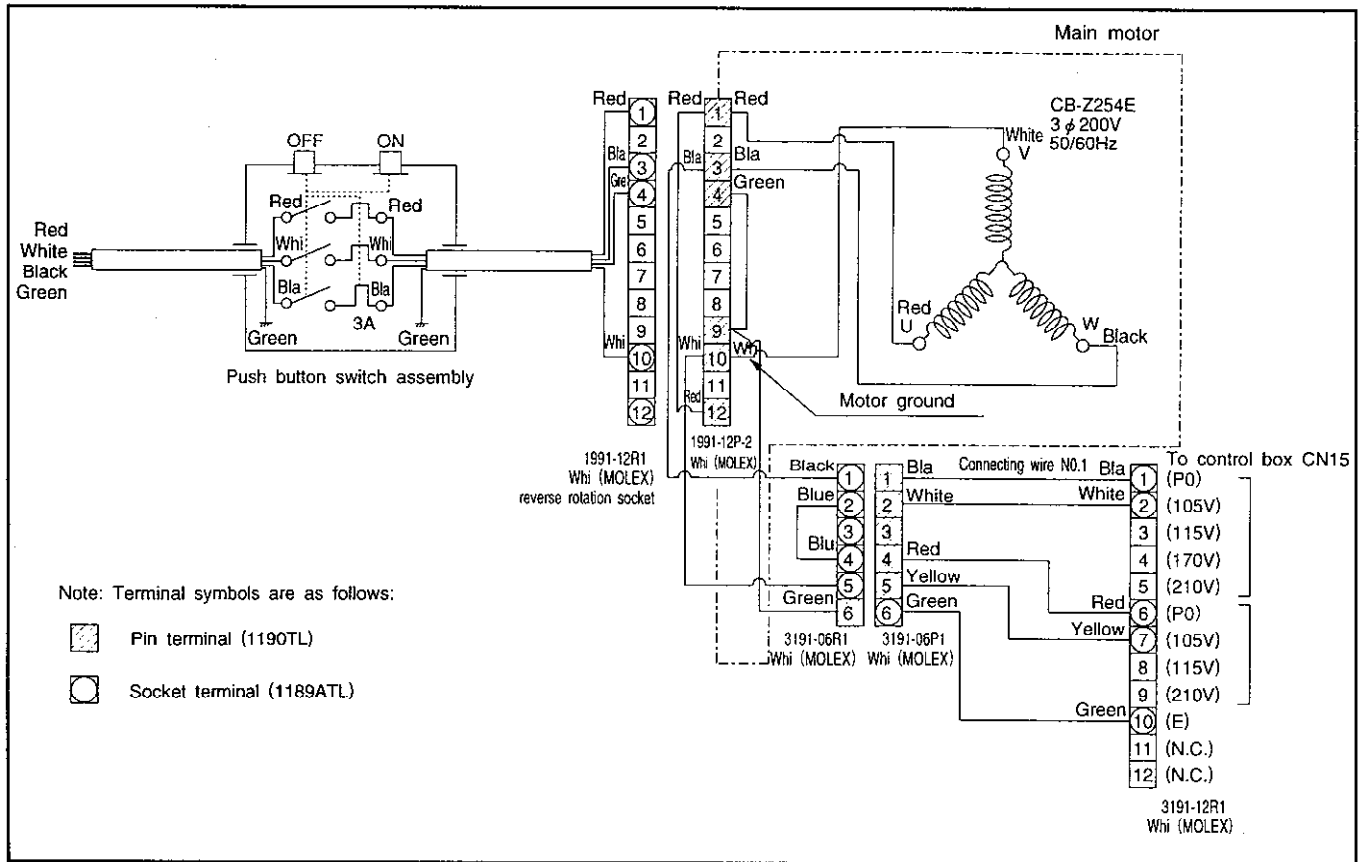 Main motor
Red
Red
Red
1
2
3
4
5
6
7
8
9
10
11
12
Bla
Gre
Whi
1
2
3
4
5
6
7
8
9
10
11
12
Bla
Bla
Green
Whi
Whi
Red
CB-Z254E
3 φ 200V
50/60Hz
White
V
Red
U
W
Black
Motor ground
OFF
ON
Red
Red
Whi
Whi
Bla
Bla
3A
Green
Green
Red
White
Black
Green
Push button switch assembly
1991-12R1
Whi (MOLEX)
reverse rotation socket
1991-12P-2
Whi (MOLEX)
Black
Blue
Blu
Green
1
2
3
4
5
6
3191-06R1
Whi (MOLEX)
1
2
3
4
5
6
Bla
White
Red
Yellow
Green
3191-06P1
Whi (MOLEX)
Connecting wire N0.1
Bla
White
Red
Yellow
Green
To control box CN15
1 (P0)
2 (105V)
3 (115V)
4 (170V)
5 (210V)
6 (P0)
7 (105V)
8 (115V)
9 (210V)
10 (E)
11 (N.C.)
12 (N.C.)
3191-12R1
Whi (MOLEX)
Note: Terminal symbols are as follows:
Pin terminal (1190TL)
Socket terminal (1189ATL)